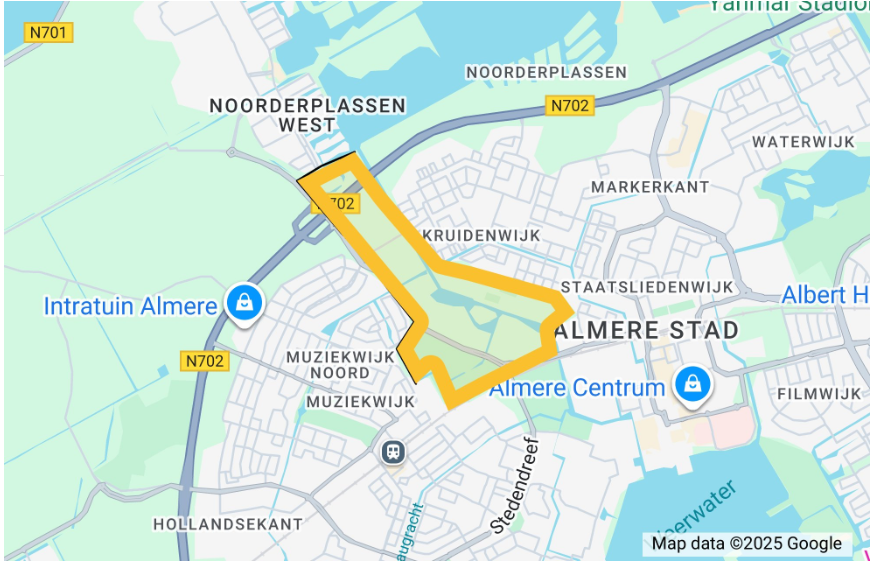 Yanmar Stadion
N701
NOORDERPLASSEN
NOORDERPLASSEN
WEST
N702
WATERWIJK
MARKERKANT
N702
KRUIDENWIJK
STAATSLIEDENWIJK
Intratuin Almere
Albert H
ALMERE STAD
N702
MUZIEKWIJK
NOORD
Almere Centrum
FILMWIJK
MUZIEKWIJK
Stedendreef
HOLLANDSEKANT
augracht
eerwater
Map data ©2025 Google